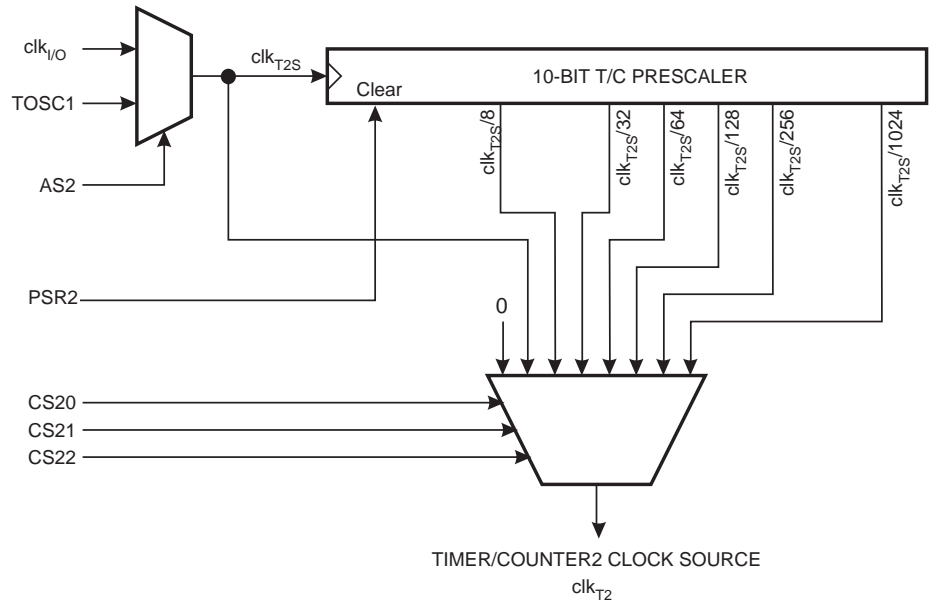 clkI/O
TOSC1
AS2
PSR2
CS20
CS21
CS22
clkT2S
Clear
10-BIT T/C PRESCALER
clkT2S/8
clkT2S/32
clkT2S/64
clkT2S/128
clkT2S/256
clkT2S/1024
0
TIMER/COUNTER2 CLOCK SOURCE
clkT2